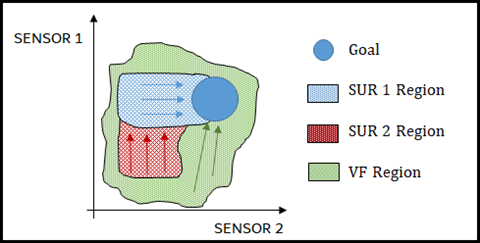 SENSOR 1
Goal
SUR 1 Region
SUR 2 Region
VF Region
SENSOR 2